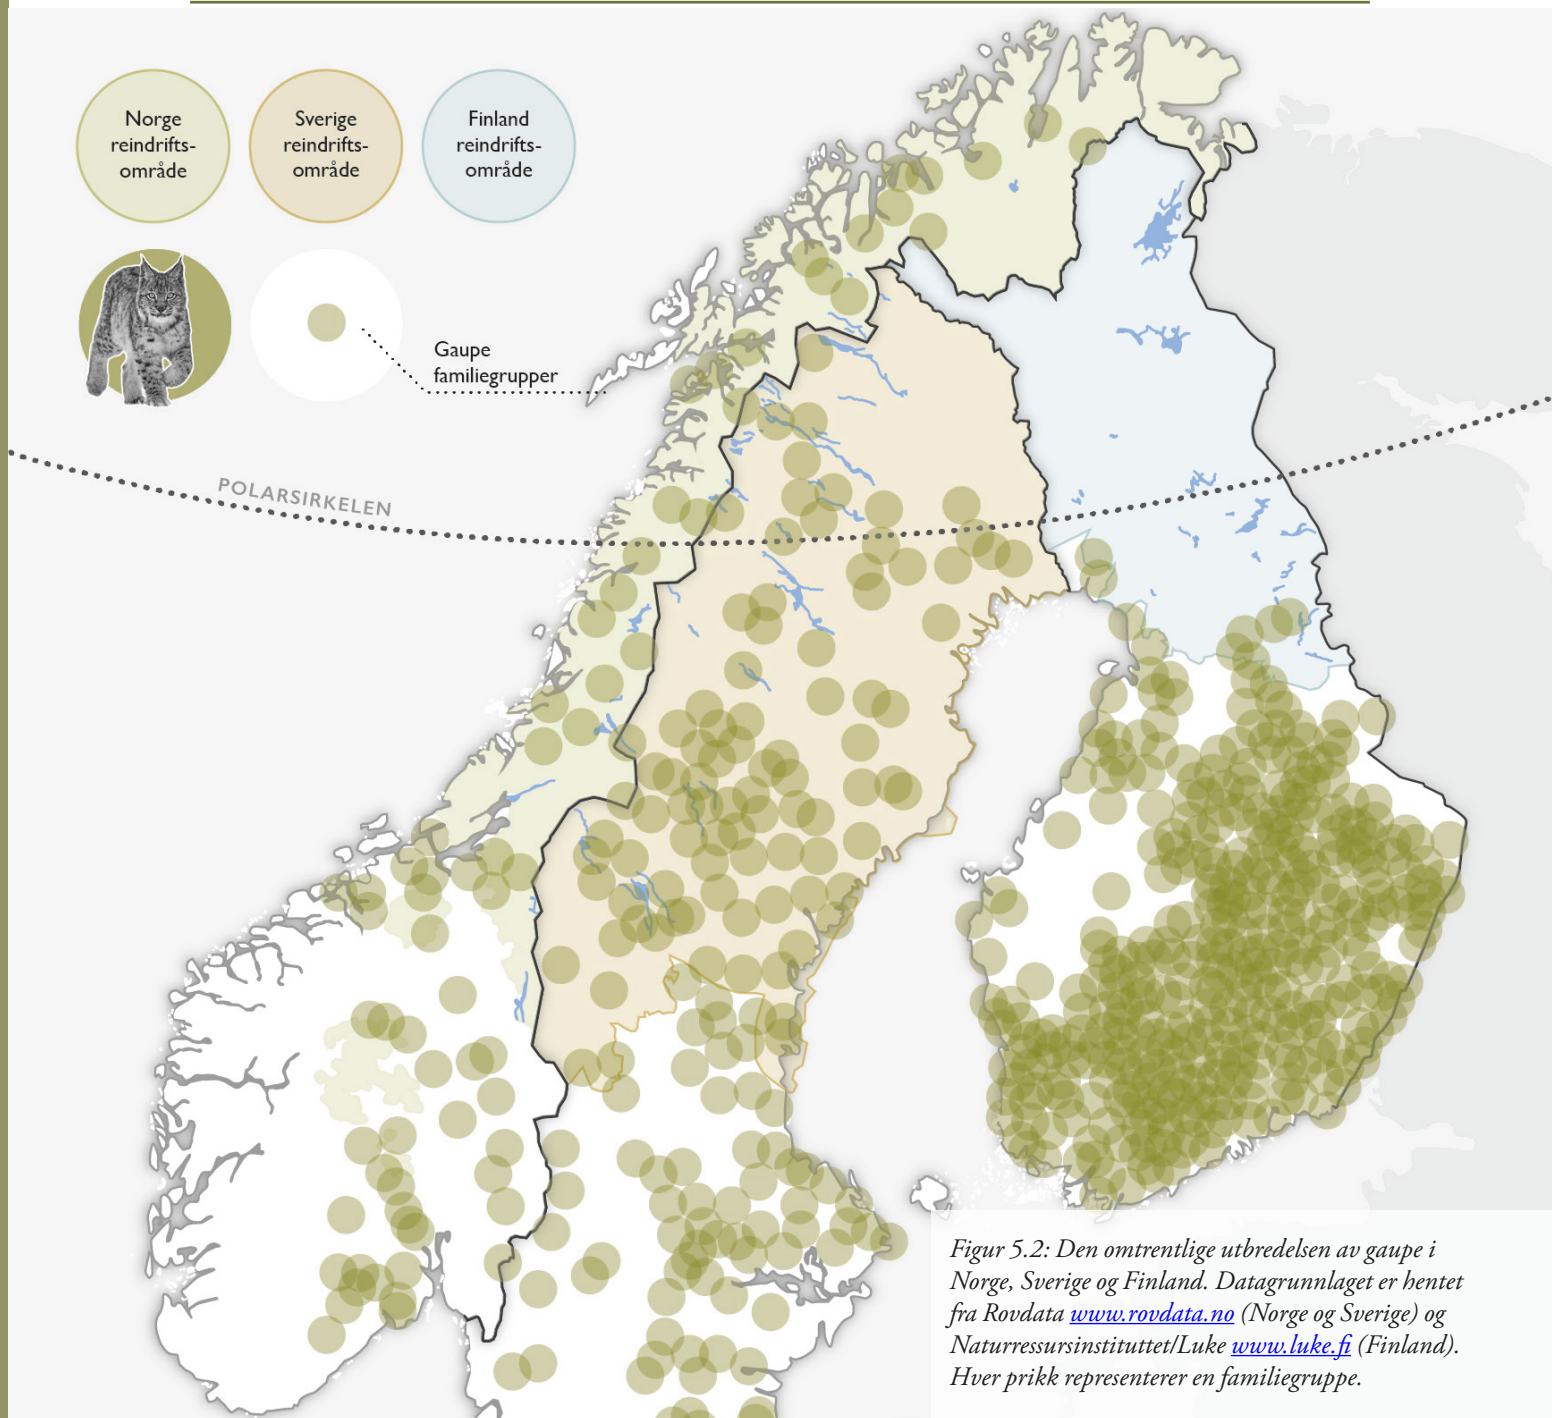 Norge
reindrifts-
område
Sverige
reindrifts-
område
Finland
reindrifts-
område
Gaupe
familiegrupper
POLARSIRKELEN
Figur 5.2: Den omtrentlige utbredelsen av gaupe i
Norge, Sverige og Finland. Datagrunnlaget er hentet
fra Rovdata www.rovdata.no (Norge og Sverige) og
Naturressursinstituttet/Luke www.luke.fi (Finland).
Hver prikk representerer en familiegruppe.